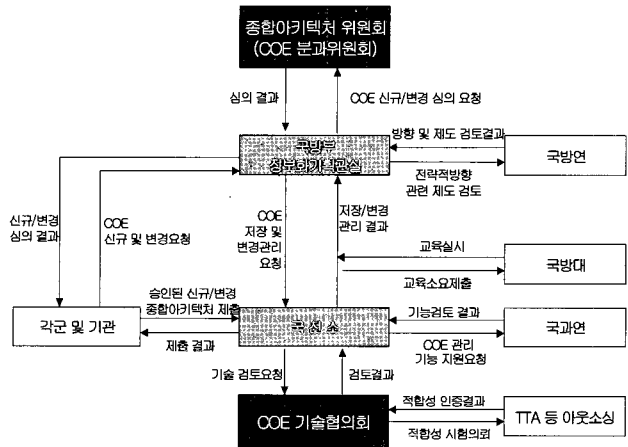 종합아키텍처 위원회
(COE 분과위원회)
심의 결과
COE 신규/변경 심의 요청
국방부
정보화기획관실
방향 및 제도 검토결과
국방연
전략적방향
관련 제도 검토
신규/변경
심의 결과
COE
신규 및 변경요청
COE
저장 및
변경관리
요청
저장/변경
관리 결과
교육실시
국방대
교육소요제출
각군 및 기관
승인된 신규/변경
종합아키텍처 제출
제출 결과
국전소
기능검토 결과
국과연
COE 관리
기능 지원요청
기술 검토요청
검토결과
COE 기술협의회
적합성 인증결과
TTA 등 아웃소싱
적합성 시험의뢰